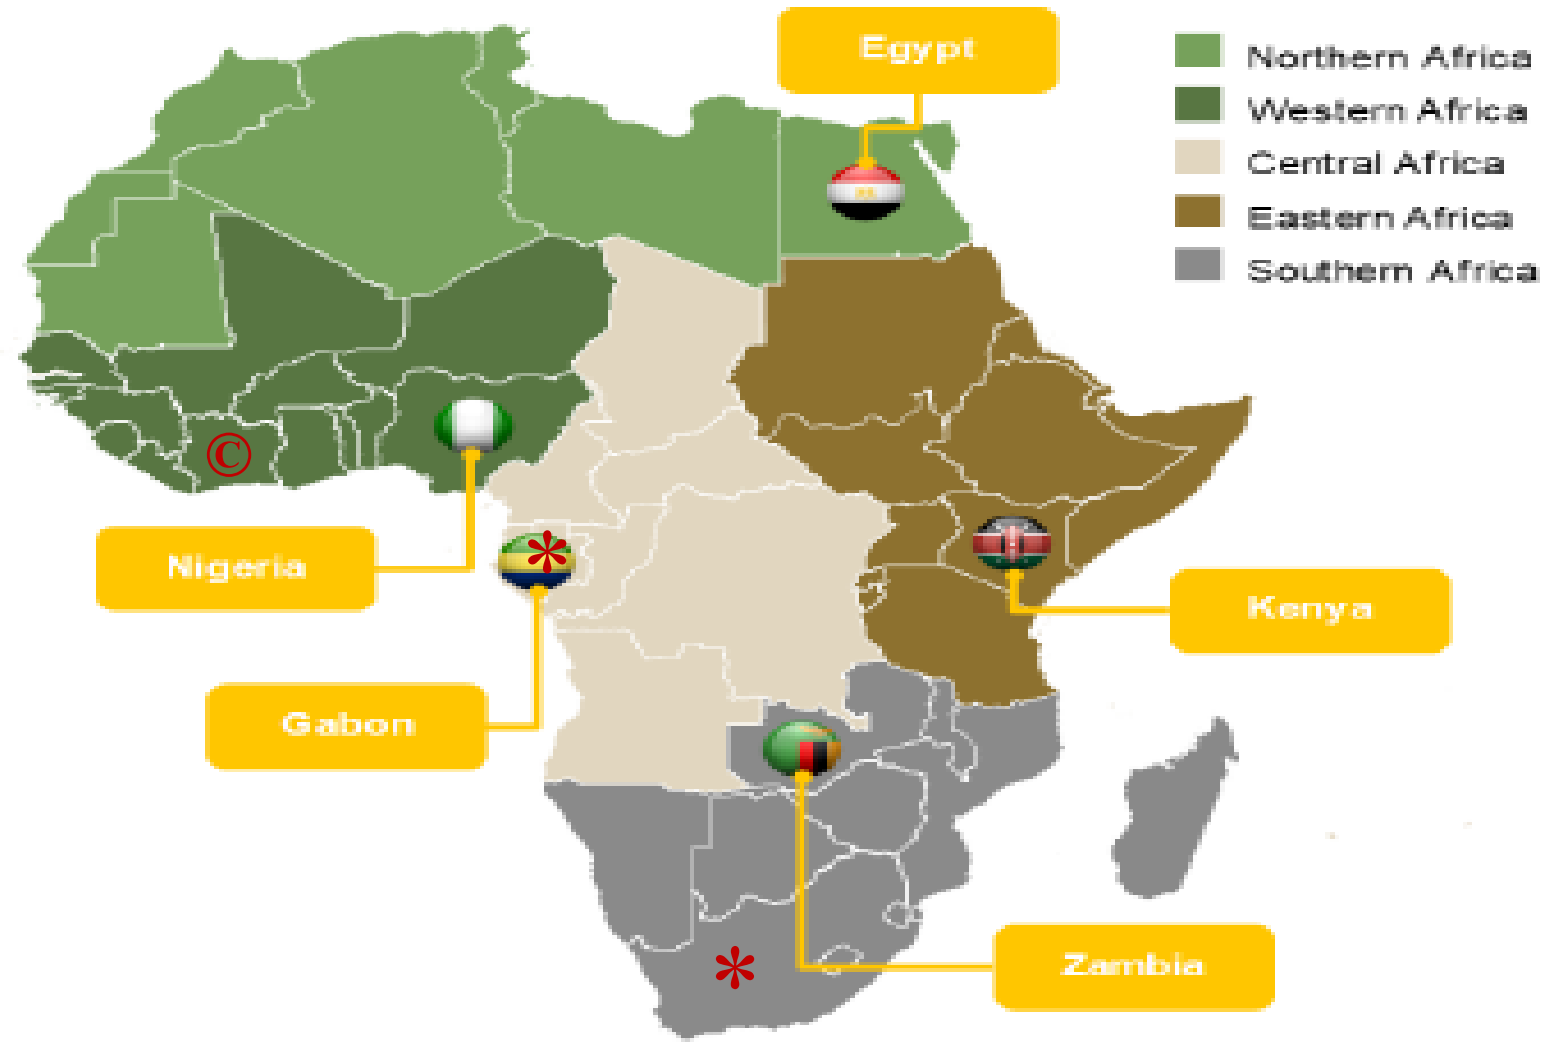 Egypt
Northern Africa
Western Africa
Central Africa
Eastern Africa
Southern Africa
©
Nigeria
*
Kenya
Gabon
*
Zambia